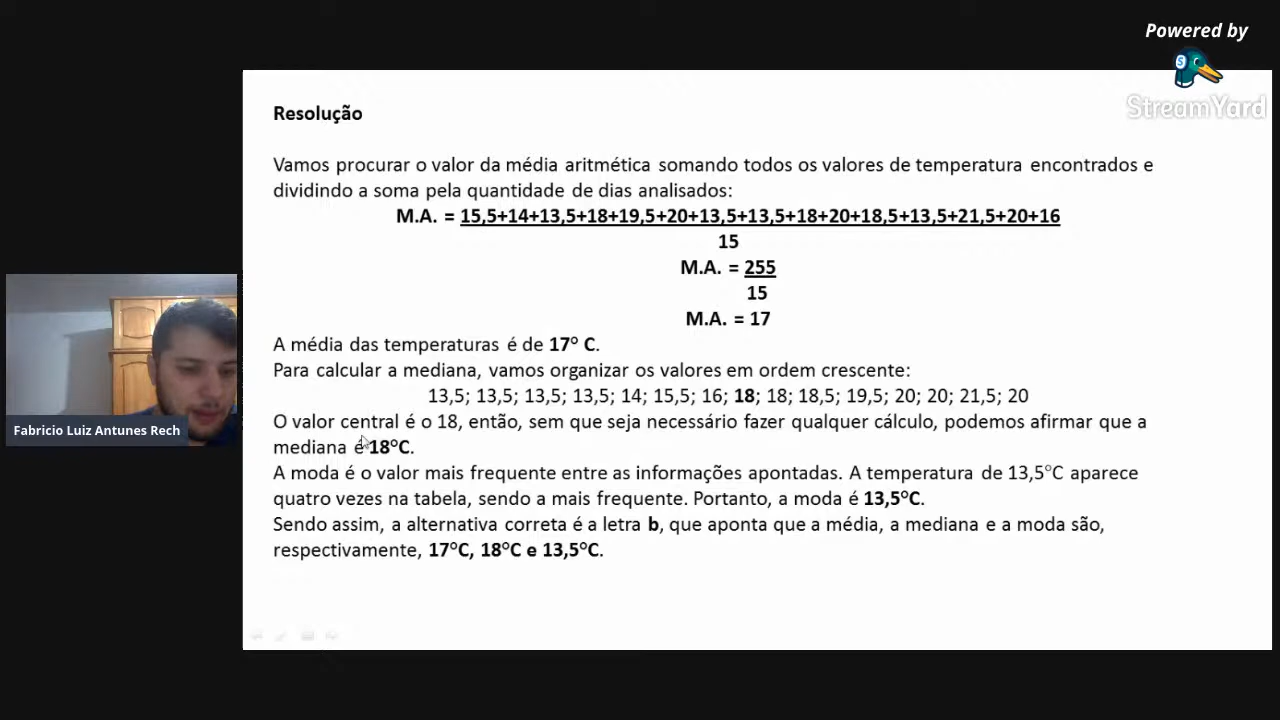 Powered by
StreamYard
Resolução
Vamos procurar o valor da média aritmética somando todos os valores de temperatura encontrados e
dividindo a soma pela quantidade de dias analisados:
M.A. = 15,5+14+13,5+18+19,5+20+13,5+13,5+18+20+18,5+13,5+21,5+20+16
15
M.A. = 255
15
M.A. = 17
A média das temperaturas é de 17° C.
Para calcular a mediana, vamos organizar os valores em ordem crescente:
13,5; 13,5; 13,5; 13,5; 14; 15,5; 16; 18; 18; 18,5; 19,5; 20; 20; 21,5; 20
O valor central é o 18, então, sem que seja necessário fazer qualquer cálculo, podemos afirmar que a
mediana é 18°C.
A moda é o valor mais frequente entre as informações apontadas. A temperatura de 13,5°C aparece
quatro vezes na tabela, sendo a mais frequente. Portanto, a moda é 13,5°C.
Sendo assim, a alternativa correta é a letra b, que aponta que a média, a mediana e a moda são,
respectivamente, 17°C, 18°C e 13,5°C.
Fabricio Luiz Antunes Rech